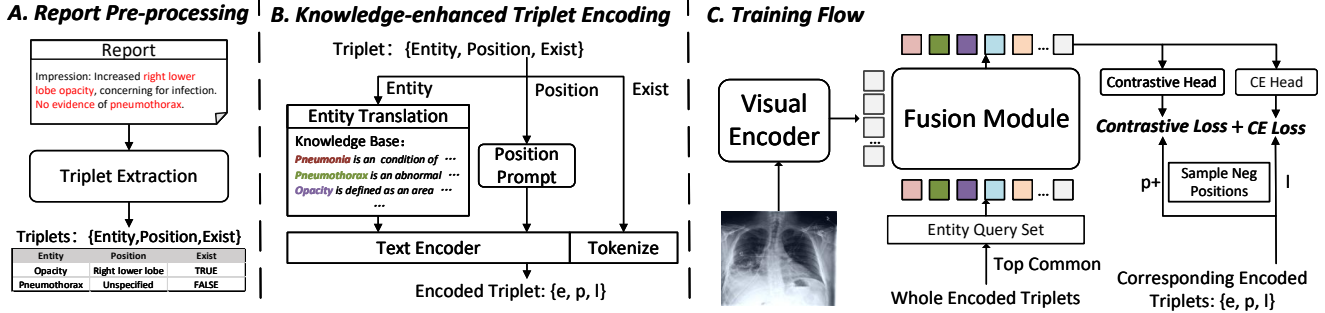 A. Report Pre-processing
Report
Impression: Increased right lower
lobe opacity, concerning for infection.
No evidence of pneumothorax.
Triplet Extraction
Triplets: {Entity,Position,Exist}
Entity Position Exist
Opacity Right lower lobe TRUE
Pneumothorax Unspecified FALSE
B. Knowledge-enhanced Triplet Encoding
Triplet: {Entity, Position, Exist}
Entity
Position
Exist
Entity Translation
Knowledge Base:
Pneumonia is an condition of ...
Pneumothorax is an abnormal ...
Opacity is defined as an area ...
...
Position
Prompt
Text Encoder
Tokenize
Encoded Triplet: {e, p, l}
C. Training Flow
Visual
Encoder
...
...
Fusion Module
...
Entity Query Set
Top Common
Whole Encoded Triplets
Contrastive Head
CE Head
Contrastive Loss + CE Loss
p+
Sample Neg
Positions
l
Corresponding Encoded
Triplets: {e, p, l}